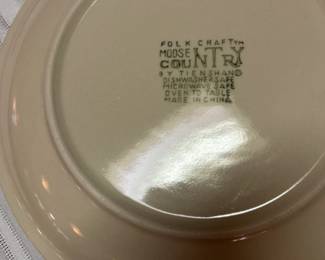 FOLK CRAFT™
MOOSE
COUNTRY
BY TIENSHAN©
DISHWASHER SAFE
MICROWAVE SAFE
OVEN TO TABLE
MADE IN CHINA